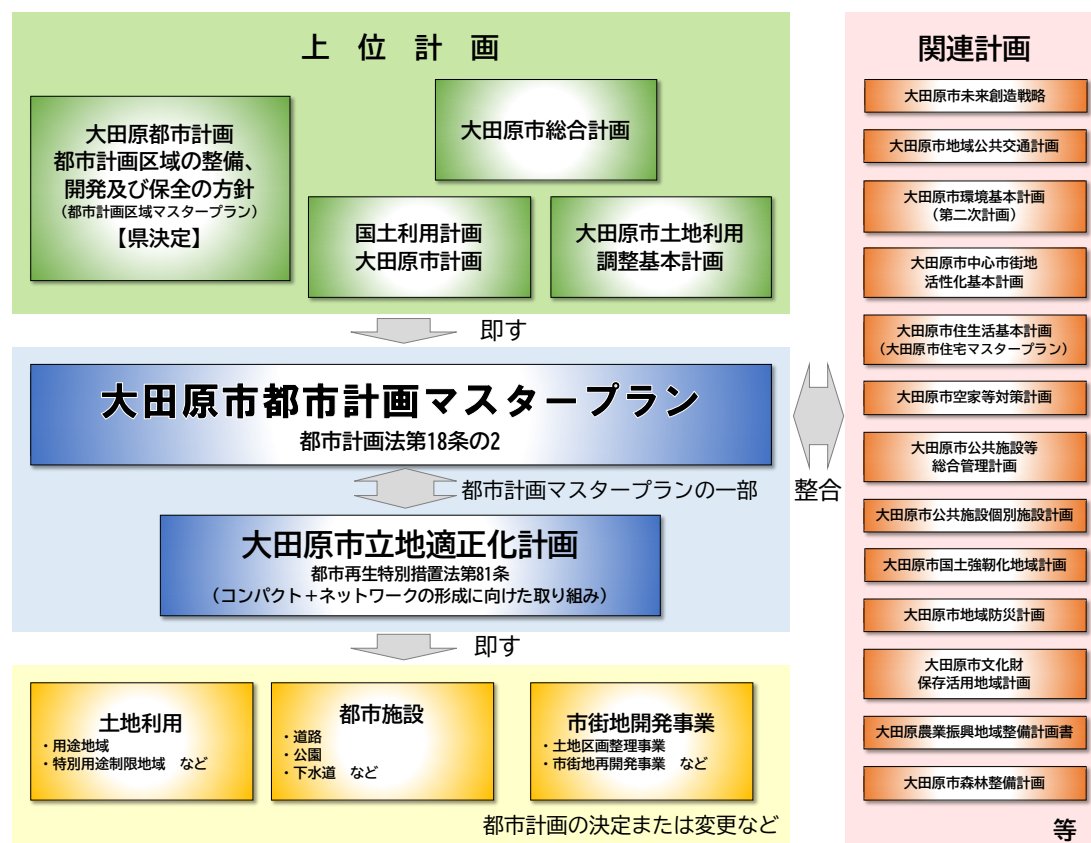 上位計画
大田原都市計画
都市計画区域の整備、
開発及び保全の方針
（都市計画区域マスタープラン）
【県決定】
大田原市総合計画
国土利用計画
大田原市計画
大田原市土地利用
調整基本計画
即す
大田原市都市計画マスタープラン
都市計画法第18条の2
都市計画マスタープランの一部
大田原市立地適正化計画
都市再生特別措置法第81条
（コンパクト＋ネットワークの形成に向けた取り組み）
即す
土地利用
・用途地域
・特別用途制限地域　など
都市施設
・道路
・公園
・下水道　など
市街地開発事業
・土地区画整理事業
・市街地再開発事業　など
都市計画の決定または変更など
整合
関連計画
大田原市未来創造戦略
大田原市地域公共交通計画
大田原市環境基本計画
（第二次計画）
大田原市中心市街地
活性化基本計画
大田原市住生活基本計画
（大田原市住宅マスタープラン）
大田原市空家等対策計画
大田原市公共施設等
総合管理計画
大田原市公共施設個別施設計画
大田原市国土強靭化地域計画
大田原市地域防災計画
大田原市文化財
保存活用地域計画
大田原農業振興地域整備計画書
大田原市森林整備計画
等